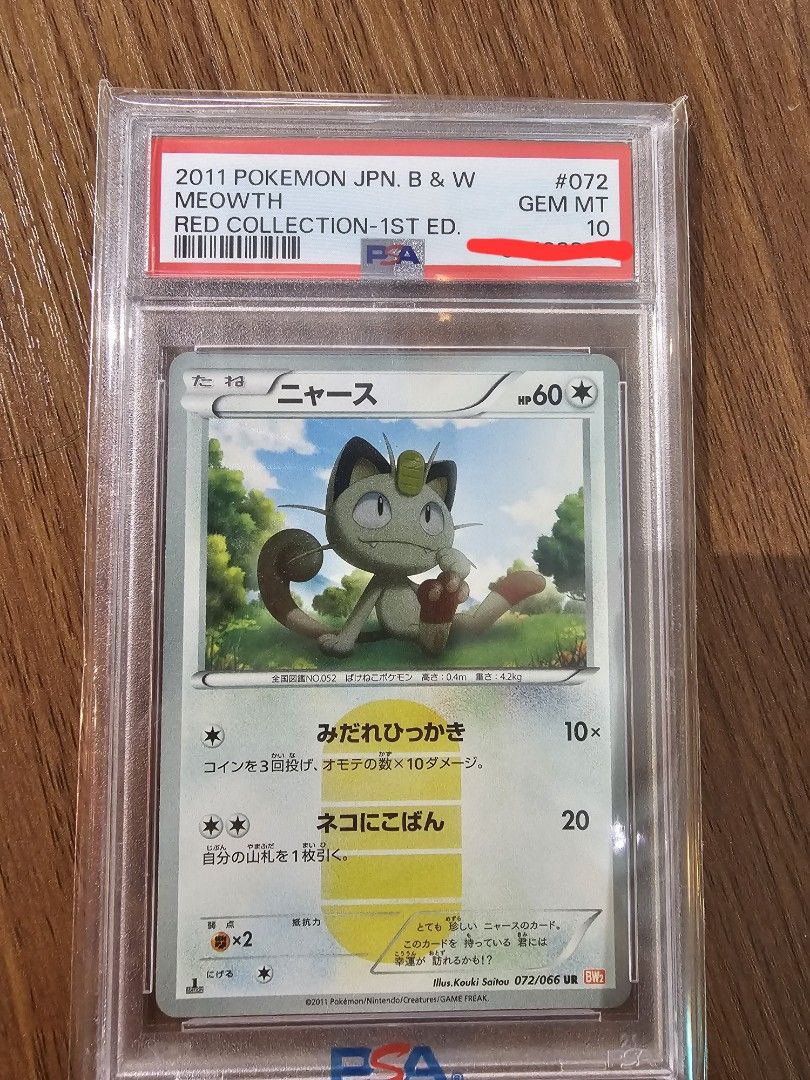 2011 POKEMON JPN. B & W #072
MEOWTH GEM MT
RED COLLECTION-1ST ED. 10
PSA
たね ニャース HP60
全国図鑑NO.052 ばけねこポケモン 高さ:0.4m 重さ:4.2kg
みだれひっかき 10×
コインを3回投げ、オモテの数×10ダメージ。
ネコにこばん 20
自分の山札を1枚引く。
弱点 抵抗力
×2
にげる
とても 珍しい ニャースのカード。
このカードを 持っている 君には
幸運が 訪れるかも!?
Illus.Kouki Saitou 072/066 UR BW2
©2011 Pokémon/Nintendo/Creatures/GAME FREAK.
PSA